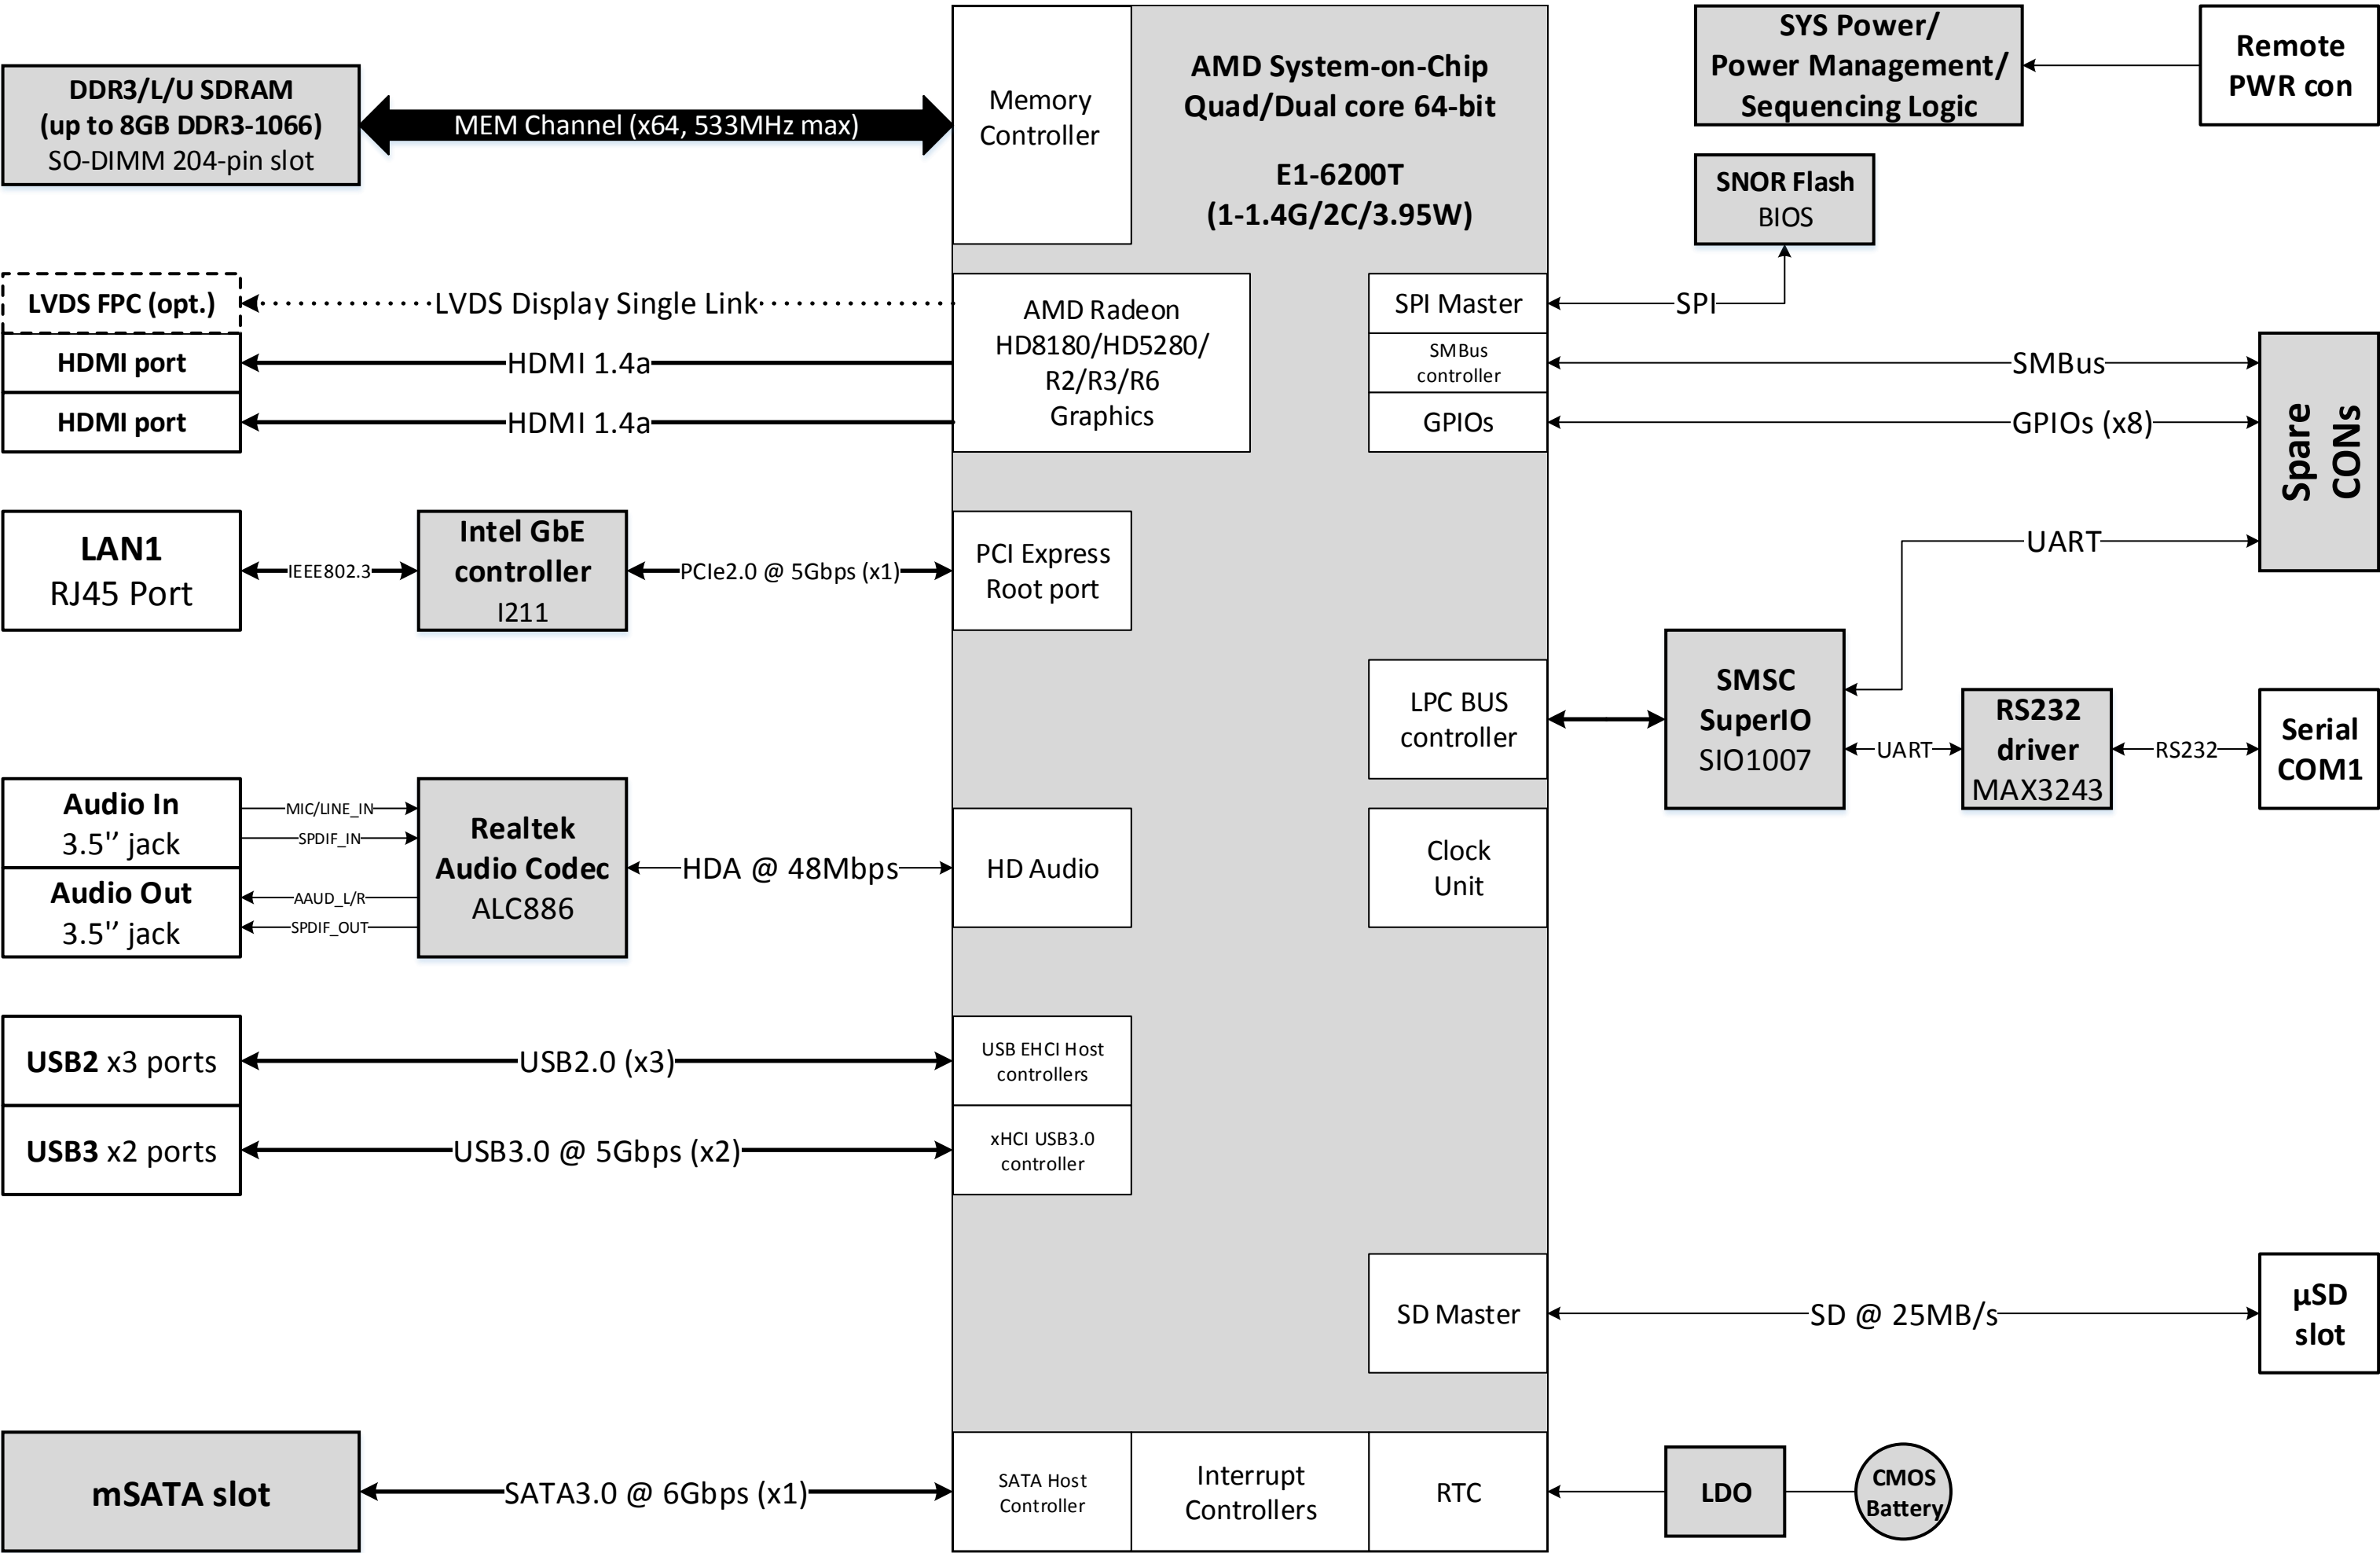 DDR3/L/U SDRAM
(up to 8GB DDR3-1066)
SO-DIMM 204-pin slot
MEM Channel (x64, 533MHz max)
Memory
Controller
AMD System-on-Chip
Quad/Dual core 64-bit
E1-6200T
(1-1.4G/2C/3.95W)
SYS Power/
Power Management/
Sequencing Logic
Remote
PWR con
SNOR Flash
BIOS
LVDS FPC (opt.)
LVDS Display Single Link
HDMI port
HDMI 1.4a
HDMI port
HDMI 1.4a
AMD Radeon
HD8180/HD5280/
R2/R3/R6
Graphics
SPI Master
SPI
SMBus
controller
SMBus
GPIOs
GPIOs (x8)
Spare
CONs
UART
LAN1
RJ45 Port
IEEE802.3
Intel GbE
controller
I211
PCIe2.0 @ 5Gbps (x1)
PCI Express
Root port
LPC BUS
controller
SMSC
SuperIO
SIO1007
UART
RS232
driver
MAX3243
RS232
Serial
COM1
Audio In
3.5'' jack
Audio Out
3.5'' jack
MIC/LINE_IN
SPDIF_IN
AAUD_L/R
SPDIF_OUT
Realtek
Audio Codec
ALC886
HDA @ 48Mbps
HD Audio
Clock
Unit
USB2 x3 ports
USB2.0 (x3)
USB EHCI Host
controllers
USB3 x2 ports
USB3.0 @ 5Gbps (x2)
xHCI USB3.0
controller
SD Master
SD @ 25MB/s
µSD
slot
mSATA slot
SATA3.0 @ 6Gbps (x1)
SATA Host
Controller
Interrupt
Controllers
RTC
LDO
CMOS
Battery